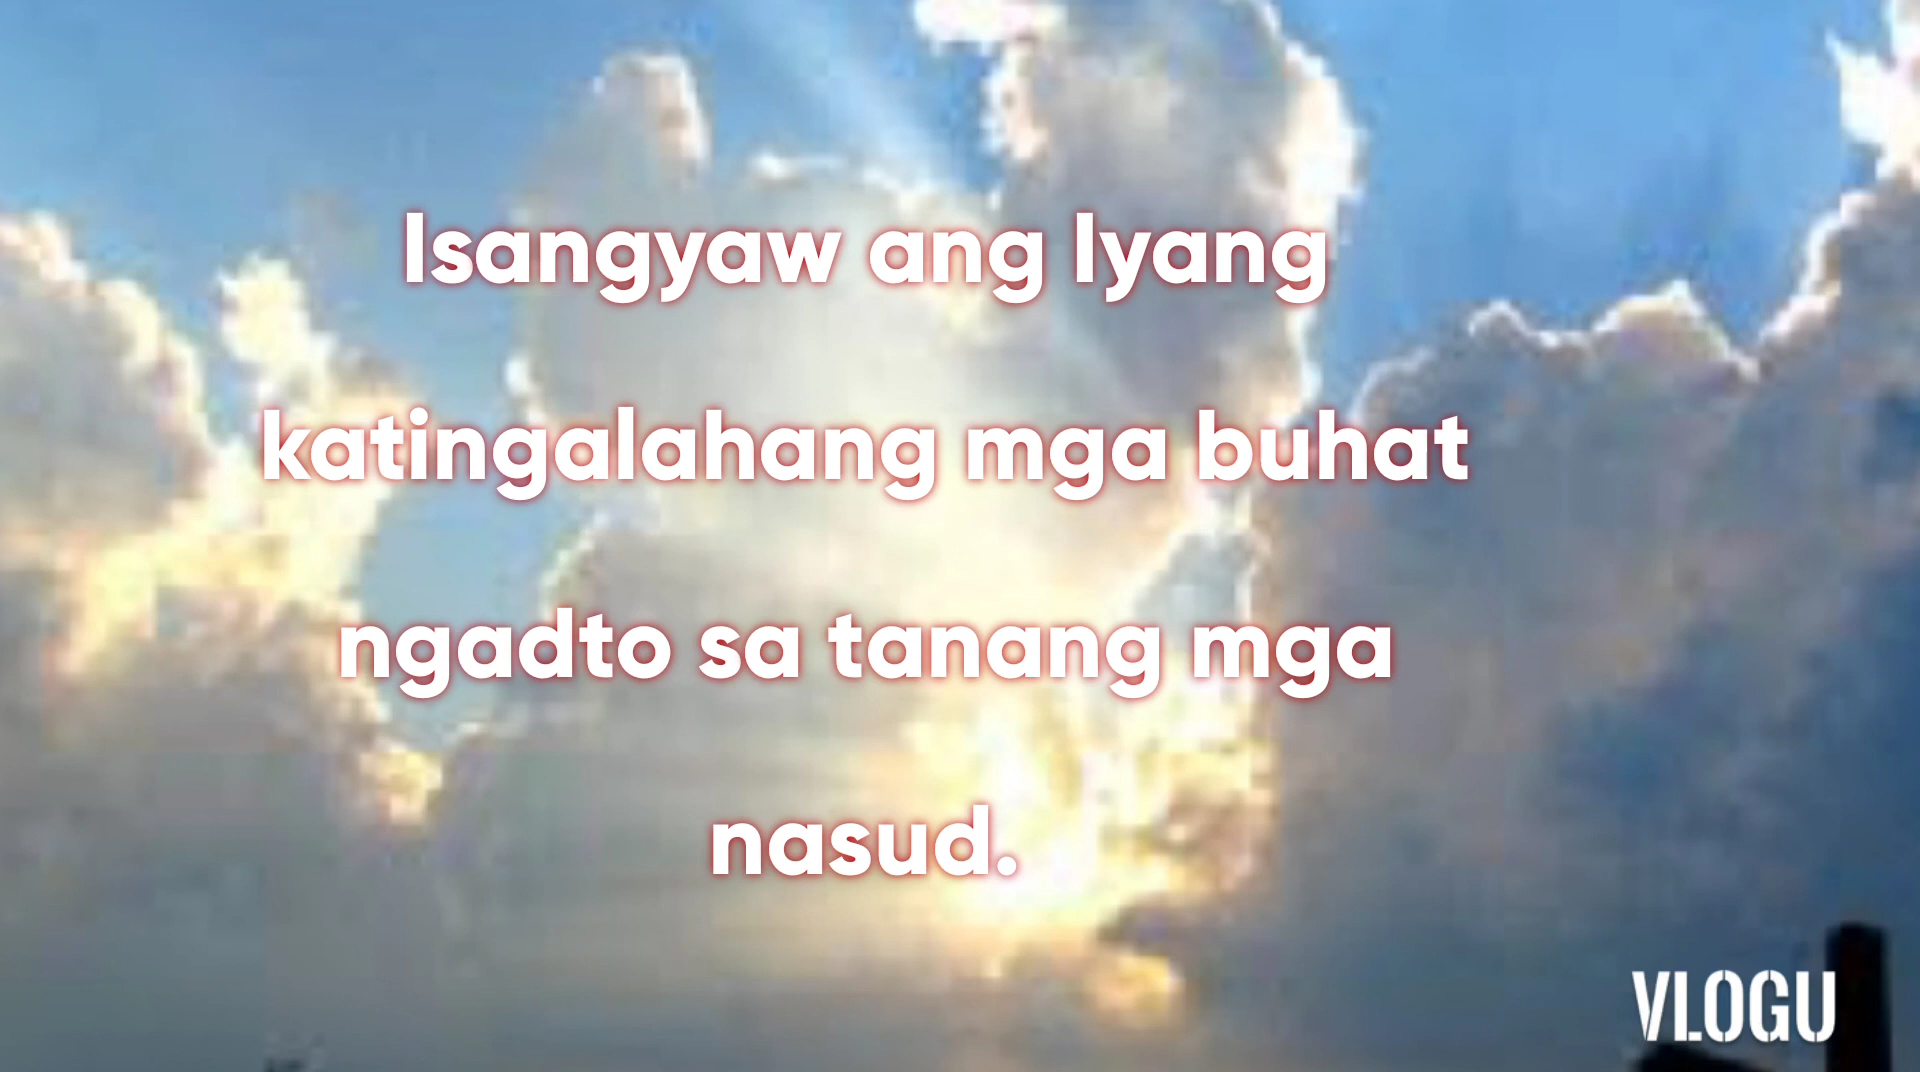 Isangyaw ang Iyang
katingalahang mga buhat
ngadto sa tanang mga
nasud.
VLOGU